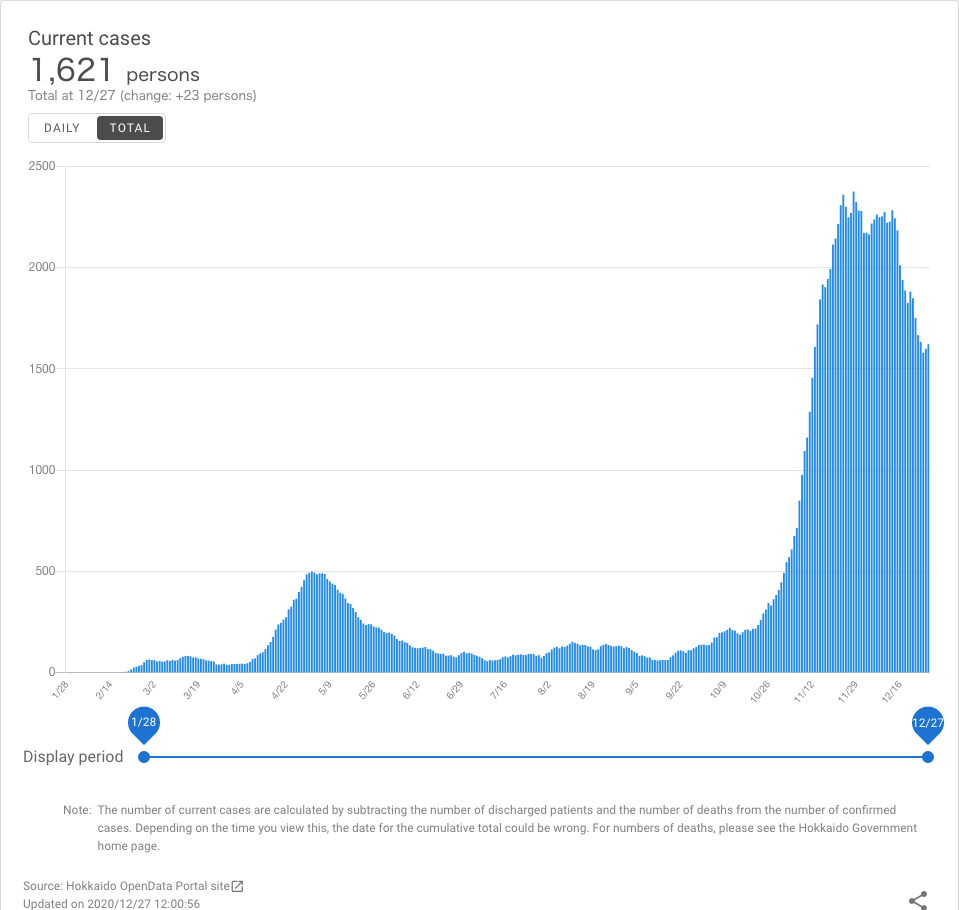 Current cases
1,621 persons
Total at 12/27 (change: +23 persons)
DAILY TOTAL
2500
2000
1500
1000
500
0
1/28 2/14 3/2 3/19 4/5 4/22 5/9 5/26 6/12 6/29 7/16 8/2 8/19 9/5 9/22 10/9 10/26 11/12 11/29 12/16
1/28 12/27
Display period
Note: The number of current cases are calculated by subtracting the number of discharged patients and the number of deaths from the number of confirmed
cases. Depending on the time you view this, the date for the cumulative total could be wrong. For numbers of deaths, please see the Hokkaido Government
home page.
Source: Hokkaido OpenData Portal site
Updated on 2020/12/27 12:00:56